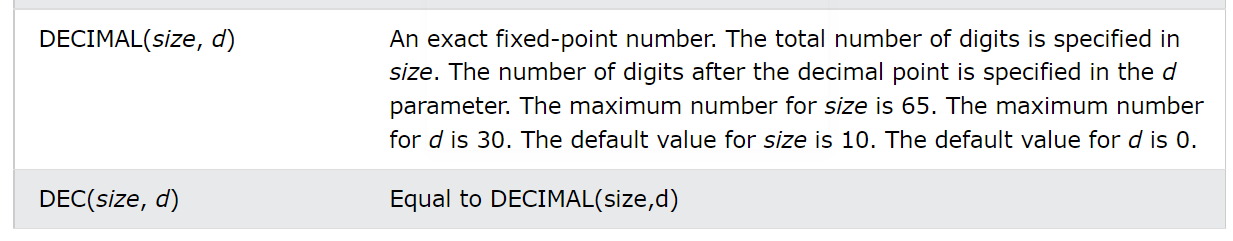 DECIMAL(size, d)
An exact fixed-point number. The total number of digits is specified in
size. The number of digits after the decimal point is specified in the d
parameter. The maximum number for size is 65. The maximum number
for d is 30. The default value for size is 10. The default value for d is 0.
DEC(size, d)
Equal to DECIMAL(size,d)